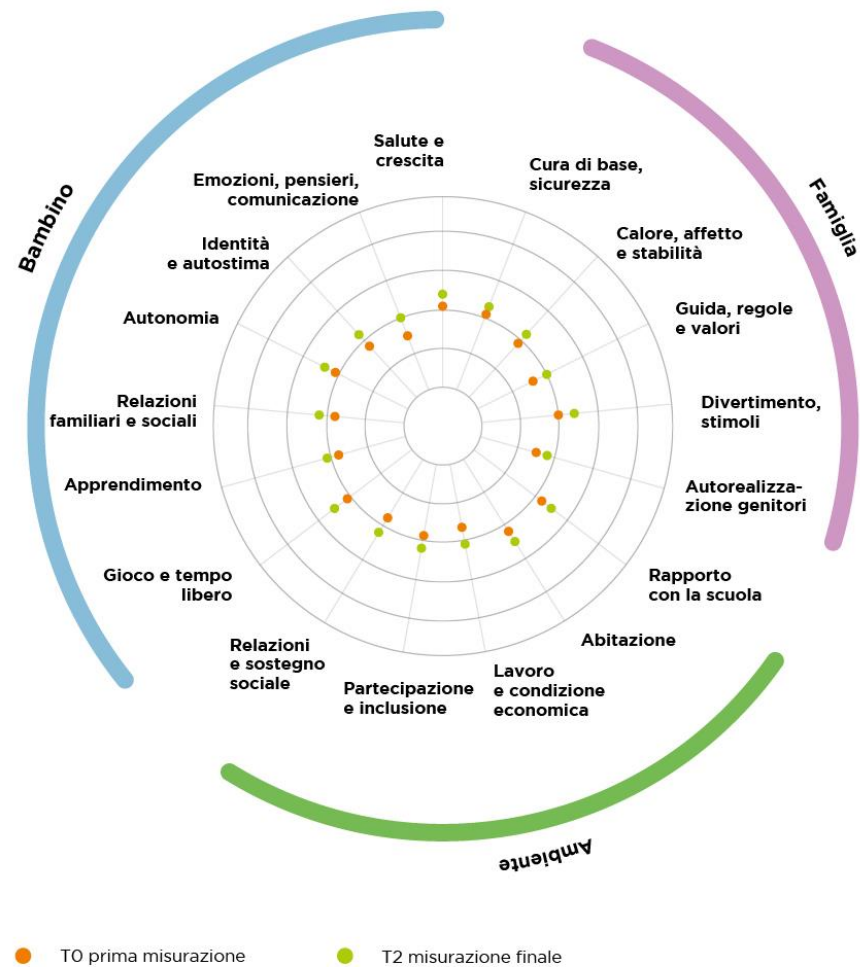 Salute e
crescita
Cura di base,
sicurezza
Calore, affetto
e stabilità
Guida, regole
e valori
Divertimento,
stimoli
Autorealizza-
zione genitori
Rapporto
con la scuola
Abitazione
Lavoro
e condizione
economica
Partecipazione
e inclusione
Relazioni
e sostegno
sociale
Gioco e tempo
libero
Apprendimento
Relazioni
familiari e sociali
Autonomia
Identità
e autostima
Emozioni, pensieri,
comunicazione
Bambino
Famiglia
Ambiente
T0 prima misurazione
T2 misurazione finale